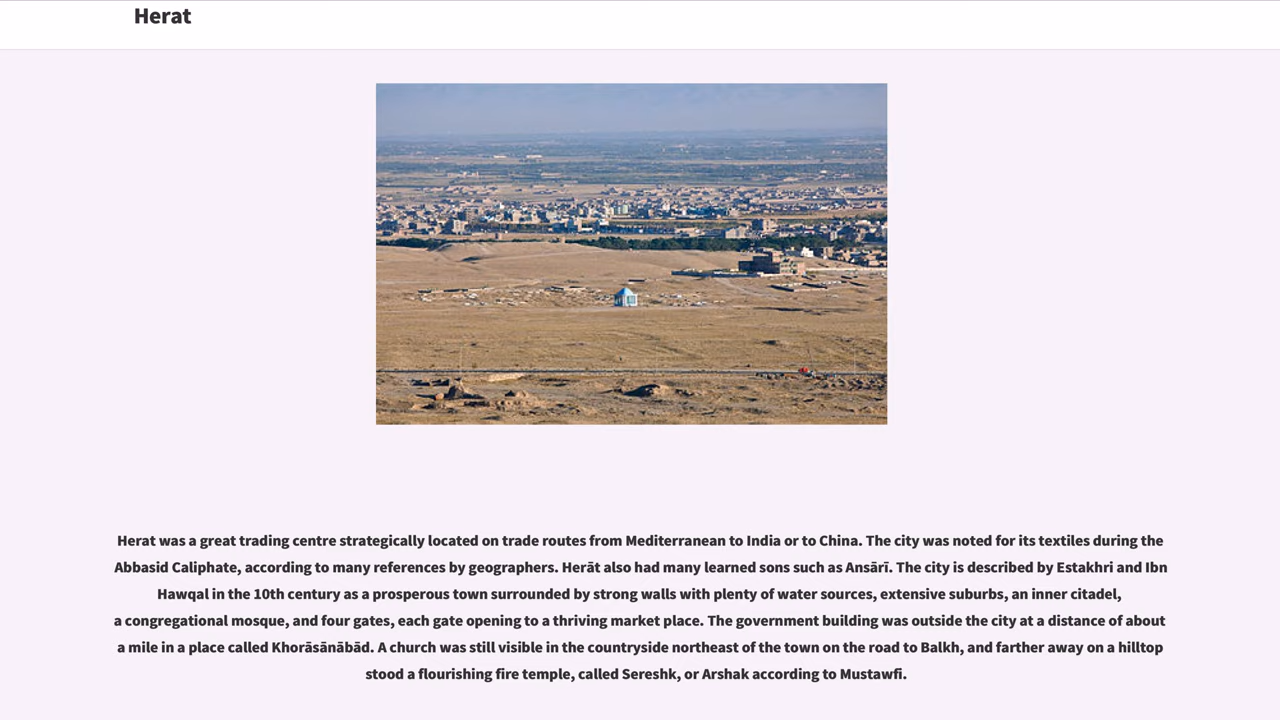 Herat
Herat was a great trading centre strategically located on trade routes from Mediterranean to India or to China. The city was noted for its textiles during the
Abbasid Caliphate, according to many references by geographers. Herāt also had many learned sons such as Ansārī. The city is described by Estakhri and Ibn
Hawqal in the 10th century as a prosperous town surrounded by strong walls with plenty of water sources, extensive suburbs, an inner citadel,
a congregational mosque, and four gates, each gate opening to a thriving market place. The government building was outside the city at a distance of about
a mile in a place called Khorāsānābād. A church was still visible in the countryside northeast of the town on the road to Balkh, and farther away on a hilltop
stood a flourishing fire temple, called Sereshk, or Arshak according to Mustawfi.